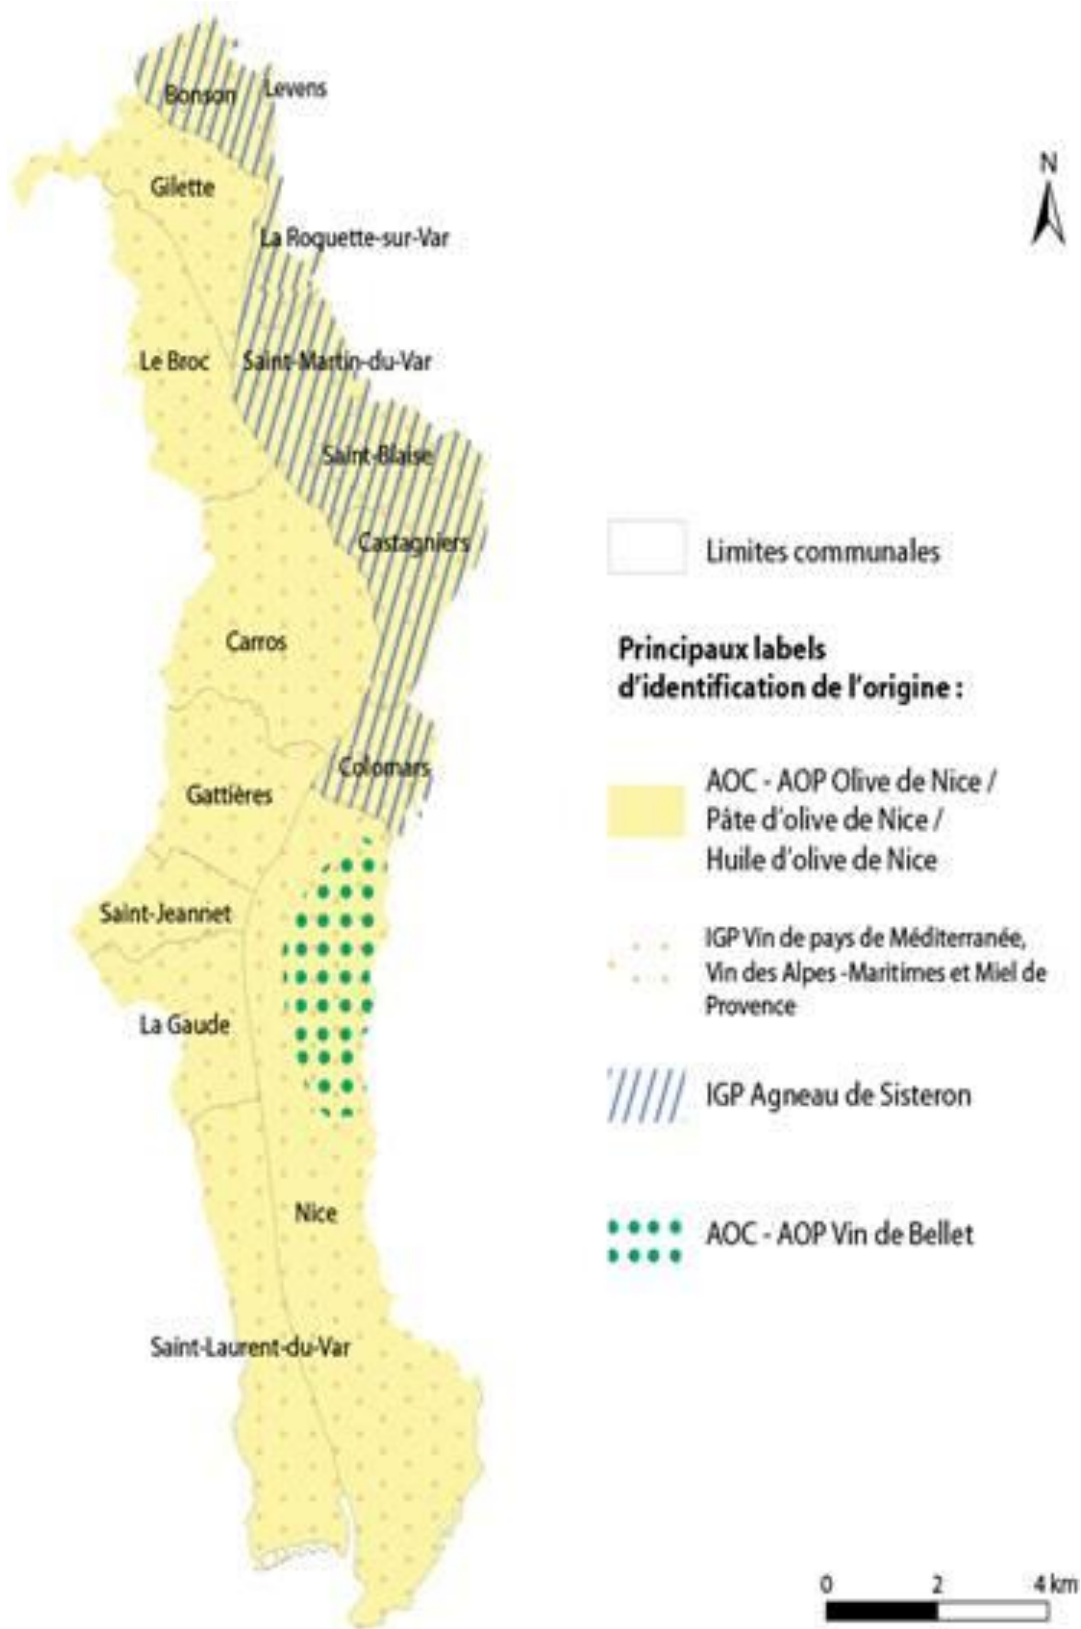 Bonson
Levens
N
Gilette
La Roquette-sur-Var
Le Broc
Saint-Martin-du-Var
Saint-Blaise
Castagniers
Limites communales
Carros
Principaux labels
d'identification de l'origine :
Colomars
Gattières
AOC - AOP Olive de Nice /
Pâte d'olive de Nice /
Huile d'olive de Nice
Saint-Jeannet
IGP Vin de pays de Méditerranée,
Vin des Alpes -Maritimes et Miel de
Provence
La Gaude
IGP Agneau de Sisteron
Nice
AOC - AOP Vin de Bellet
Saint-Laurent-du-Var
0 2 4 km